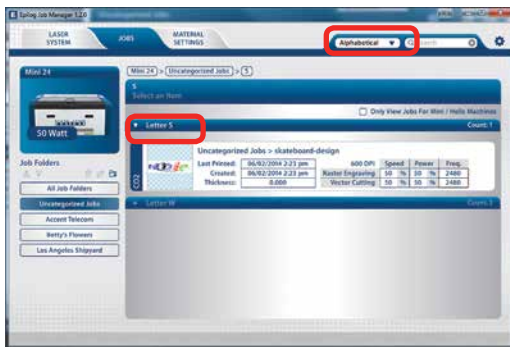 Epilog Job Manager 1.2.0
LASER SYSTEM
JOBS
MATERIAL SETTINGS
Alphabetical
Search
Mini 24
Mini 24 > Uncategorized Jobs > S
S
Select an Item
Only View Jobs For Mini / Helix Machines
Letter S
Count: 1
50 Watt
Uncategorized Jobs > skateboard-design
Last Printed: 06/02/2014 2:23 pm
600 DPI Speed Power Freq.
Created: 06/02/2014 2:23 pm
Raster Engraving 50 % 50 % 2480
Thickness: 0.000
Vector Cutting 50 % 50 % 2480
CO2
Job Folders
All Job Folders
Uncategorized Jobs
Accent Telecom
Betty's Flowers
Los Angeles Shipyard
Letter W